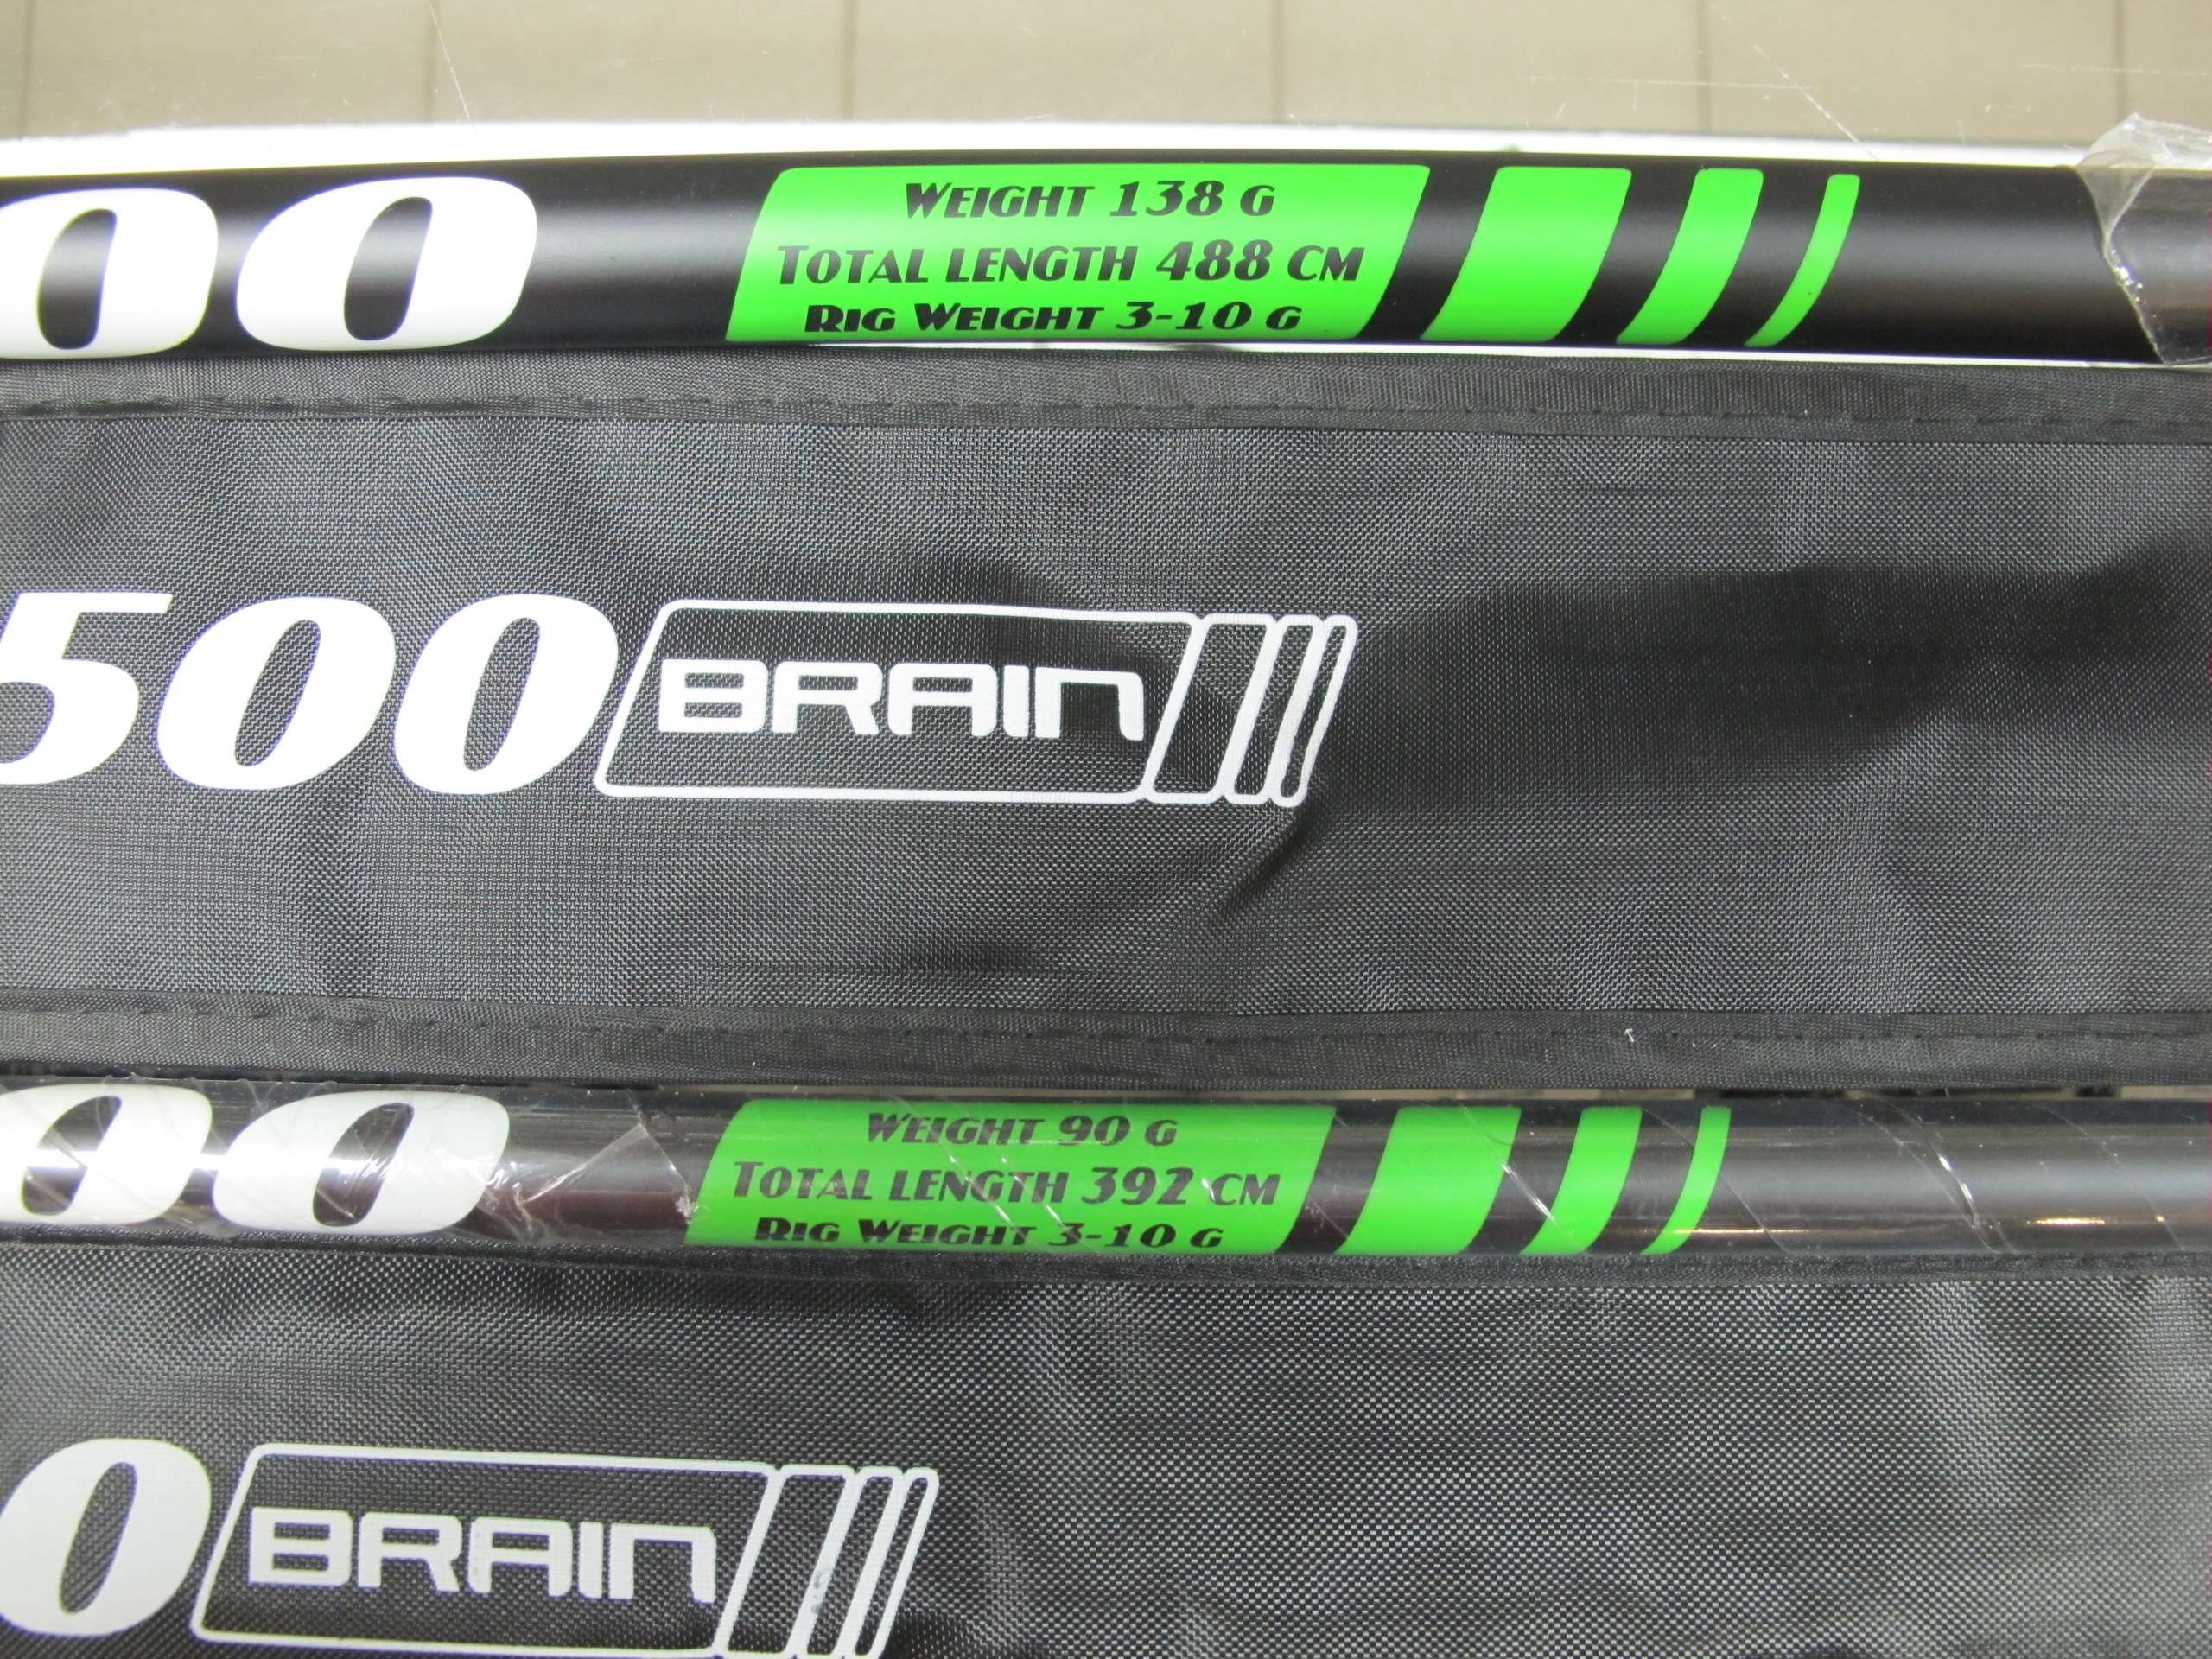 00
WEIGHT 138 G
TOTAL LENGTH 488 CM
RIG WEIGHT 3-10 G
500 BRAIN
00
WEIGHT 90 G
TOTAL LENGTH 392 CM
RIG WEIGHT 3-10 G
0 BRAIN